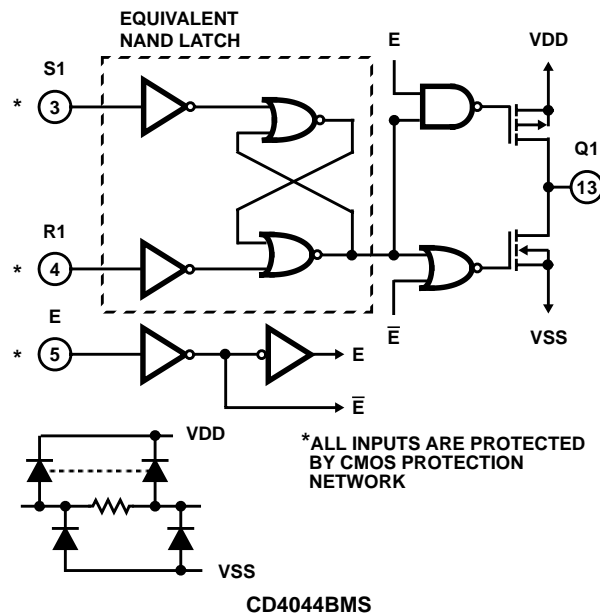 EQUIVALENT
NAND LATCH
E
VDD
S1
* 3
Q1
13
R1
* 4
E
* 5
E̅
VSS
E
E̅
VDD
*ALL INPUTS ARE PROTECTED
BY CMOS PROTECTION
NETWORK
VSS
CD4044BMS